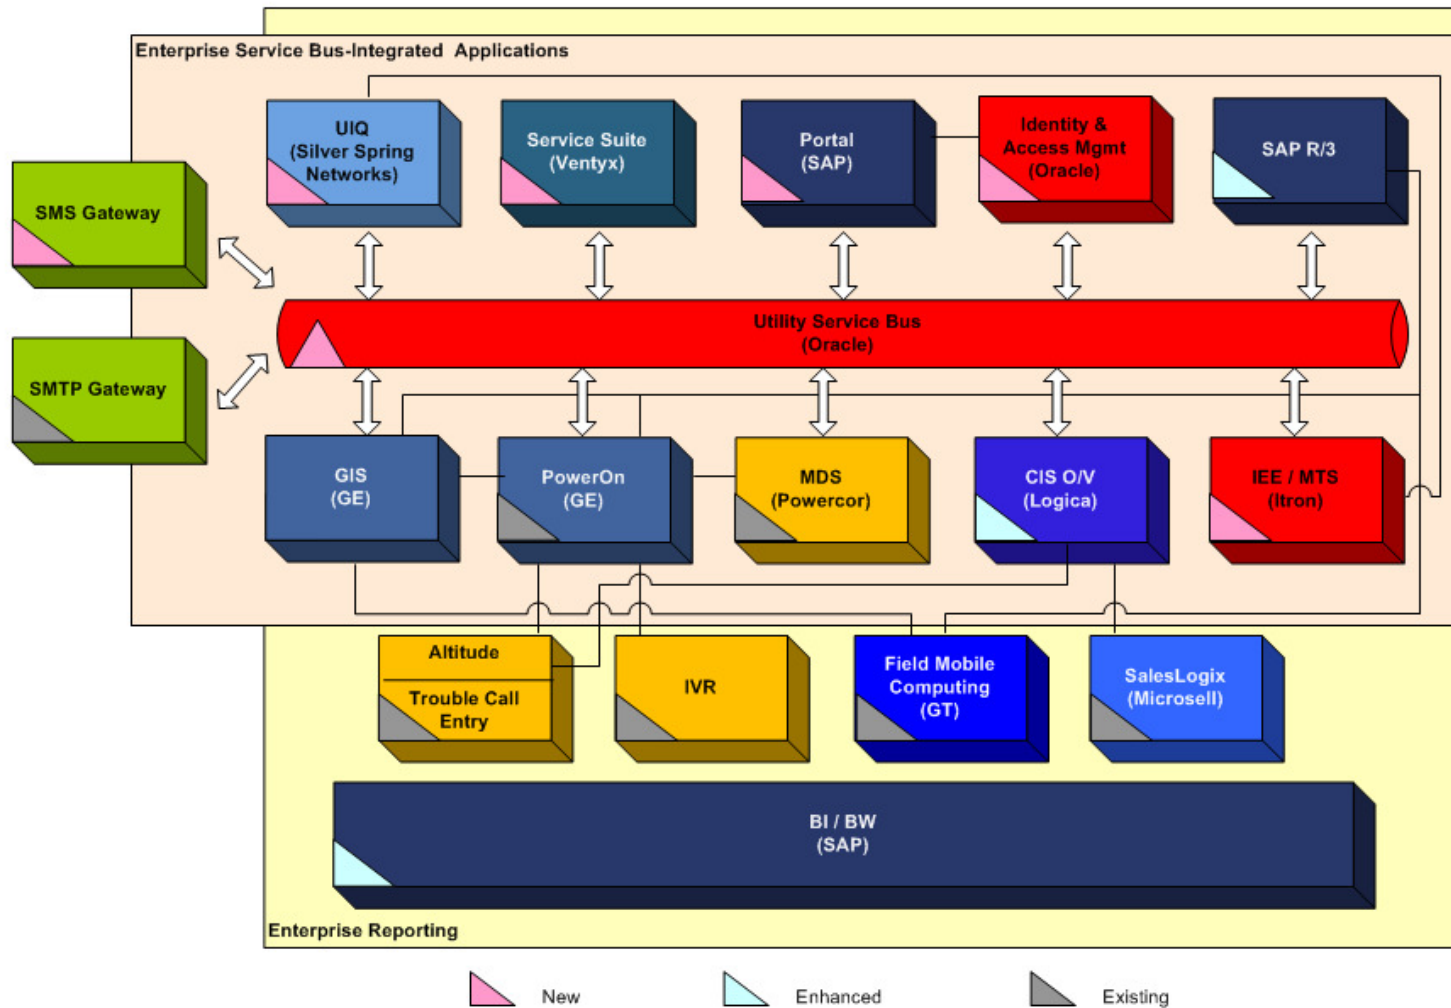 Enterprise Service Bus-Integrated Applications
UIQ
(Silver Spring
Networks)
Service Suite
(Ventyx)
Portal
(SAP)
Identity &
Access Mgmt
(Oracle)
SAP R/3
SMS Gateway
Utility Service Bus
(Oracle)
SMTP Gateway
GIS
(GE)
PowerOn
(GE)
MDS
(Powercor)
CIS O/V
(Logica)
IEE / MTS
(Itron)
Altitude
Trouble Call
Entry
IVR
Field Mobile
Computing
(GT)
SalesLogix
(Microsell)
BI / BW
(SAP)
Enterprise Reporting
New
Enhanced
Existing